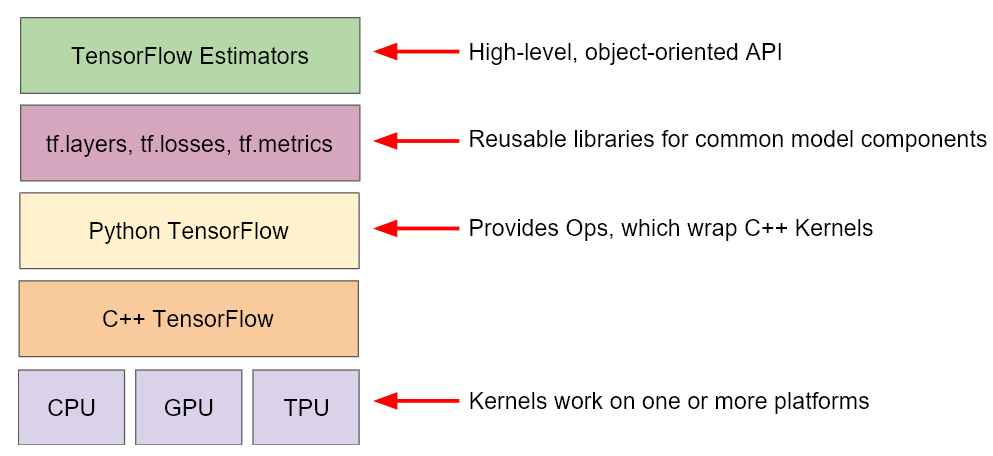 TensorFlow Estimators
High-level, object-oriented API
tf.layers, tf.losses, tf.metrics
Reusable libraries for common model components
Python TensorFlow
Provides Ops, which wrap C++ Kernels
C++ TensorFlow
CPU
GPU
TPU
Kernels work on one or more platforms